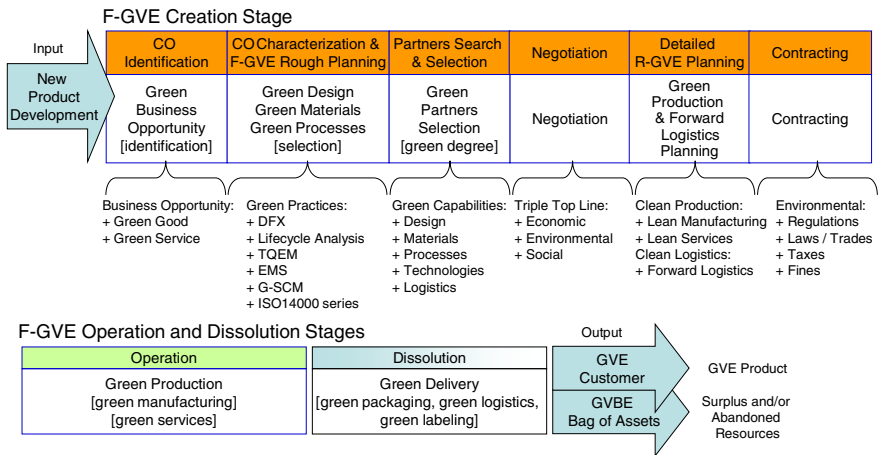 F-GVE Creation Stage
Input
New
Product
Development
CO
Identification
CO Characterization &
F-GVE Rough Planning
Partners Search
& Selection
Negotiation
Detailed
R-GVE Planning
Contracting
Green
Business
Opportunity
[identification]
Green Design
Green Materials
Green Processes
[selection]
Green
Partners
Selection
[green degree]
Negotiation
Green
Production
& Forward
Logistics
Planning
Contracting
Business Opportunity:
+ Green Good
+ Green Service
Green Practices:
+ DFX
+ Lifecycle Analysis
+ TQEM
+ EMS
+ G-SCM
+ ISO14000 series
Green Capabilities:
+ Design
+ Materials
+ Processes
+ Technologies
+ Logistics
Triple Top Line:
+ Economic
+ Environmental
+ Social
Clean Production:
+ Lean Manufacturing
+ Lean Services
Clean Logistics:
+ Forward Logistics
Environmental:
+ Regulations
+ Laws / Trades
+ Taxes
+ Fines
F-GVE Operation and Dissolution Stages
Operation
Green Production
[green manufacturing]
[green services]
Dissolution
Green Delivery
[green packaging, green logistics,
green labeling]
Output
GVE
Customer
GVBE
Bag of Assets
GVE Product
Surplus and/or
Abandoned
Resources